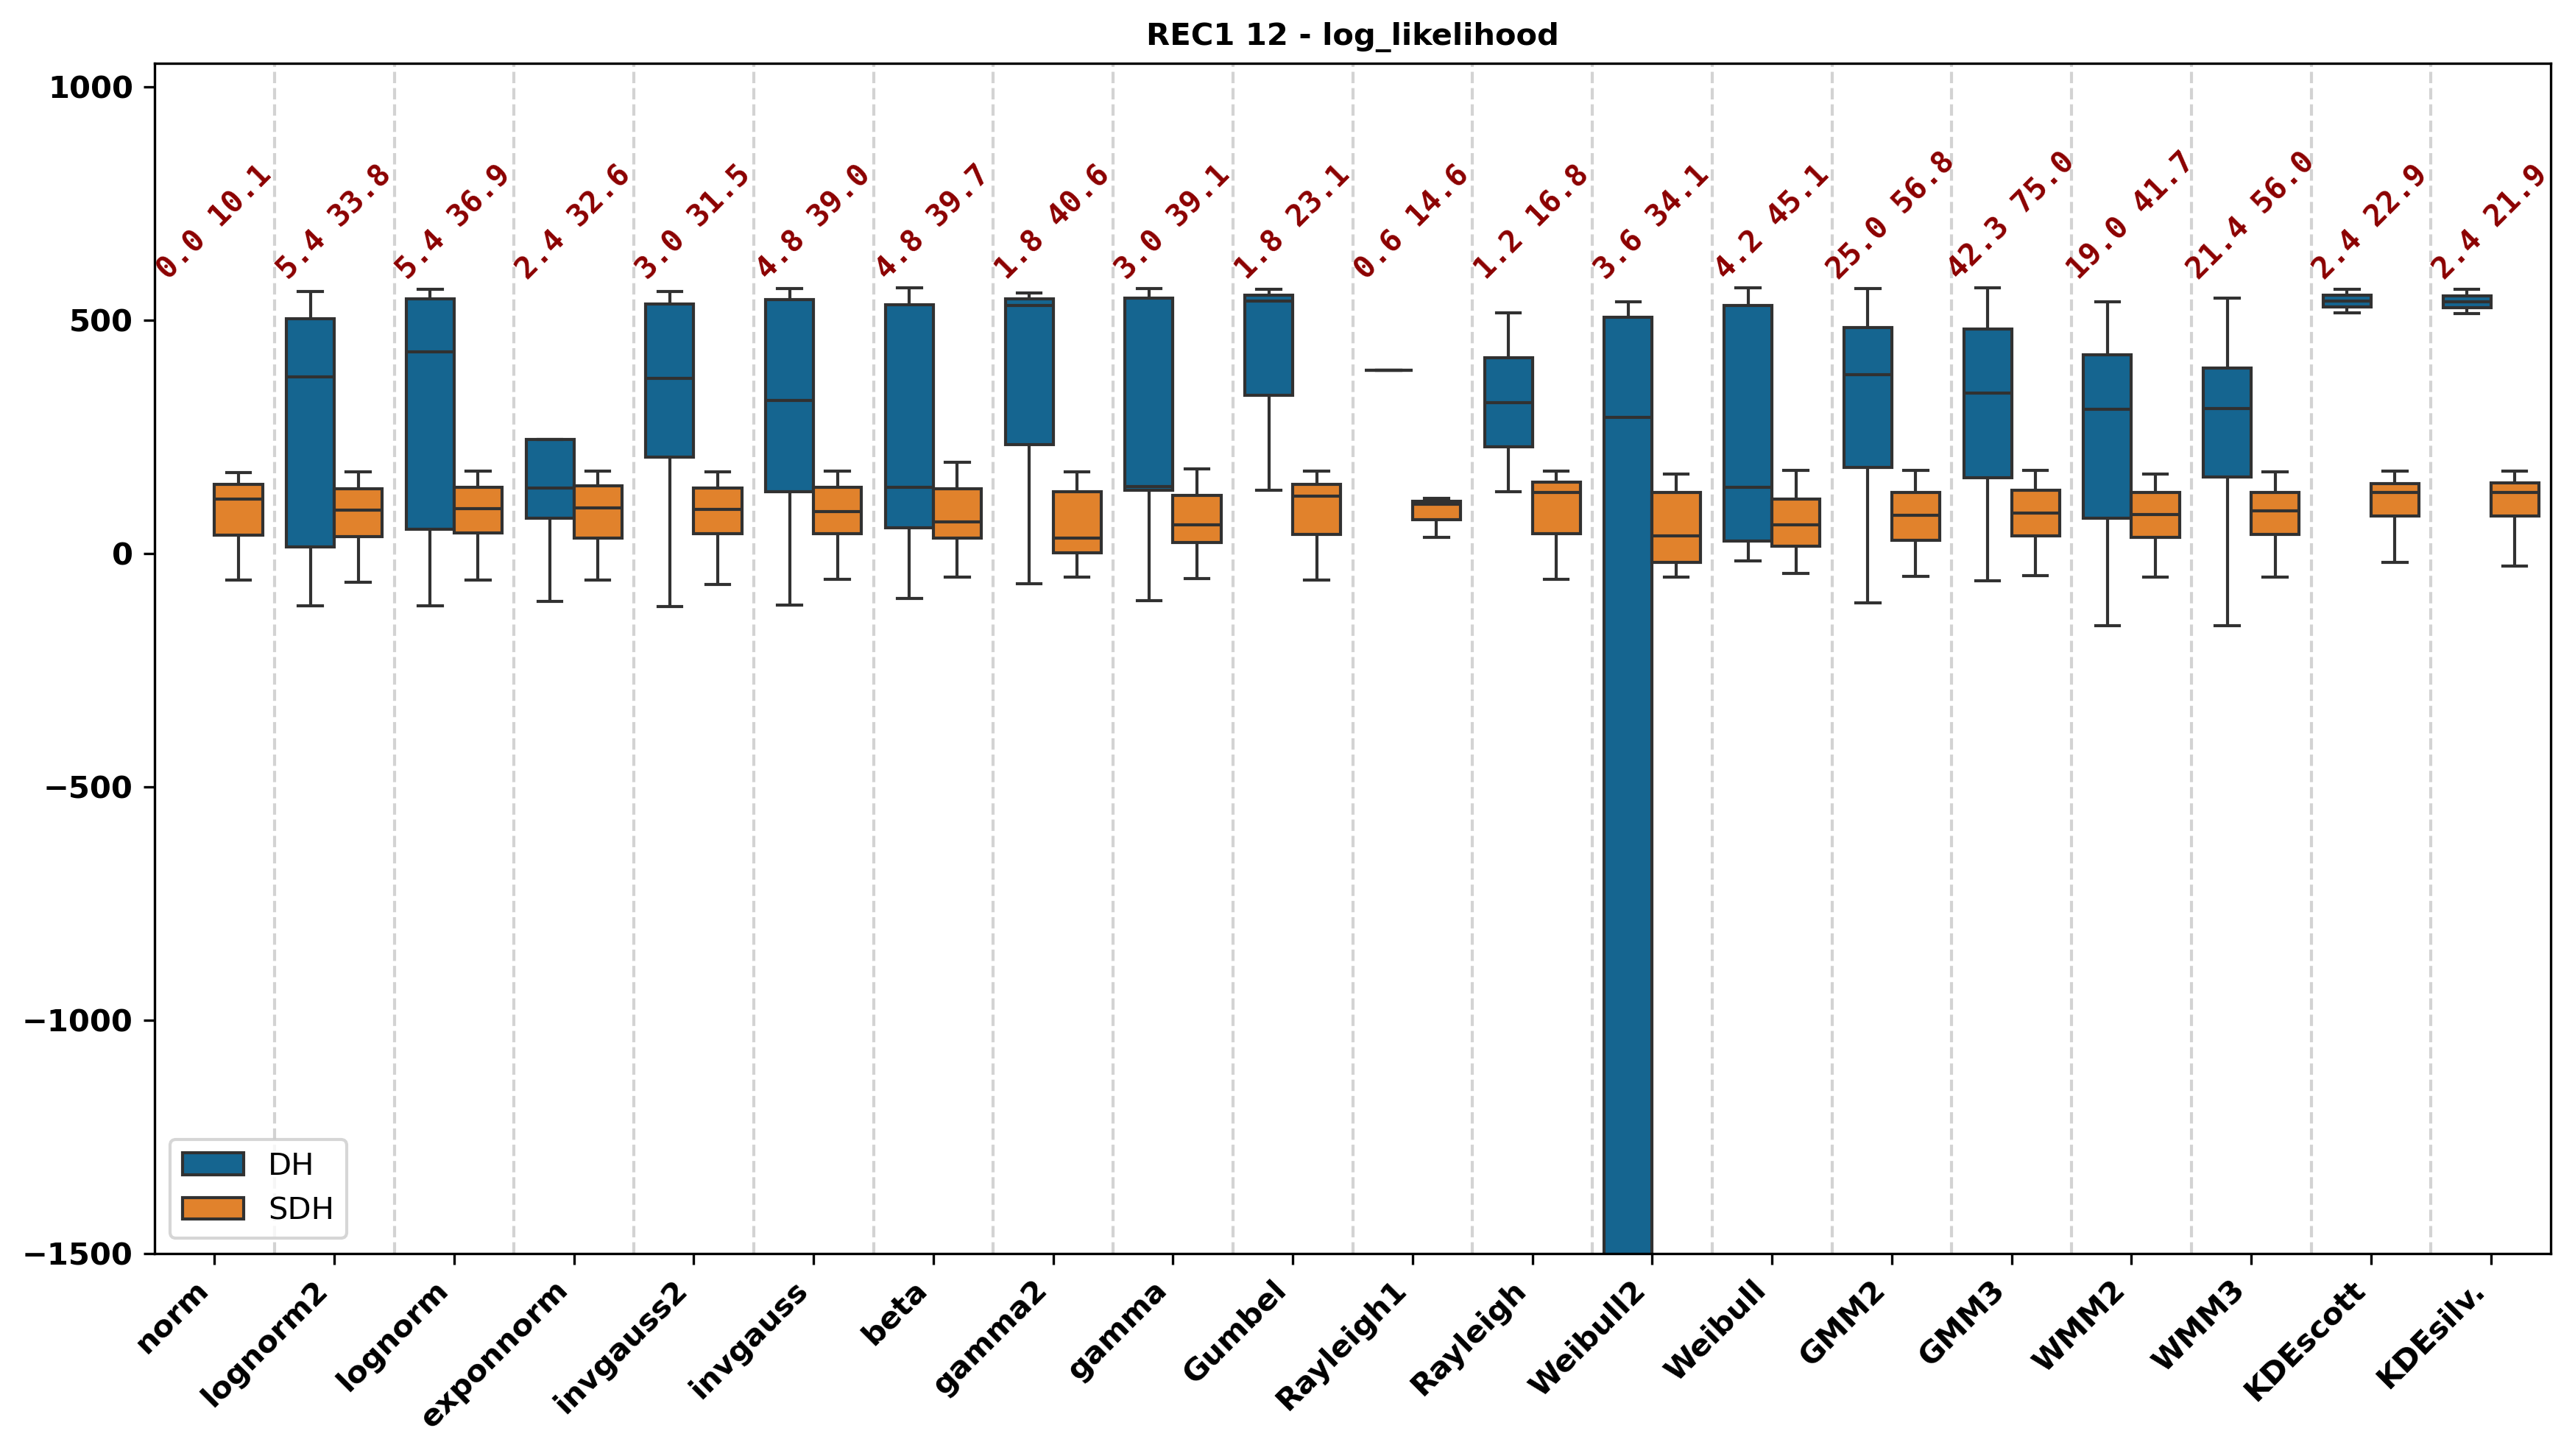 REC1 12 - log_likelihood
1000
500
0
−500
−1000
−1500
0.0 10.1
5.4 33.8
5.4 36.9
2.4 32.6
3.0 31.5
4.8 39.0
4.8 39.7
1.8 40.6
3.0 39.1
1.8 23.1
0.6 14.6
1.2 16.8
3.6 34.1
4.2 45.1
25.0 56.8
42.3 75.0
19.0 41.7
21.4 56.0
2.4 22.9
2.4 21.9
DH
SDH
norm
lognorm2
lognorm
exponnorm
invgauss2
invgauss
beta
gamma2
gamma
Gumbel
Rayleigh1
Rayleigh
Weibull2
Weibull
GMM2
GMM3
WMM2
WMM3
KDEscott
KDEsilv.